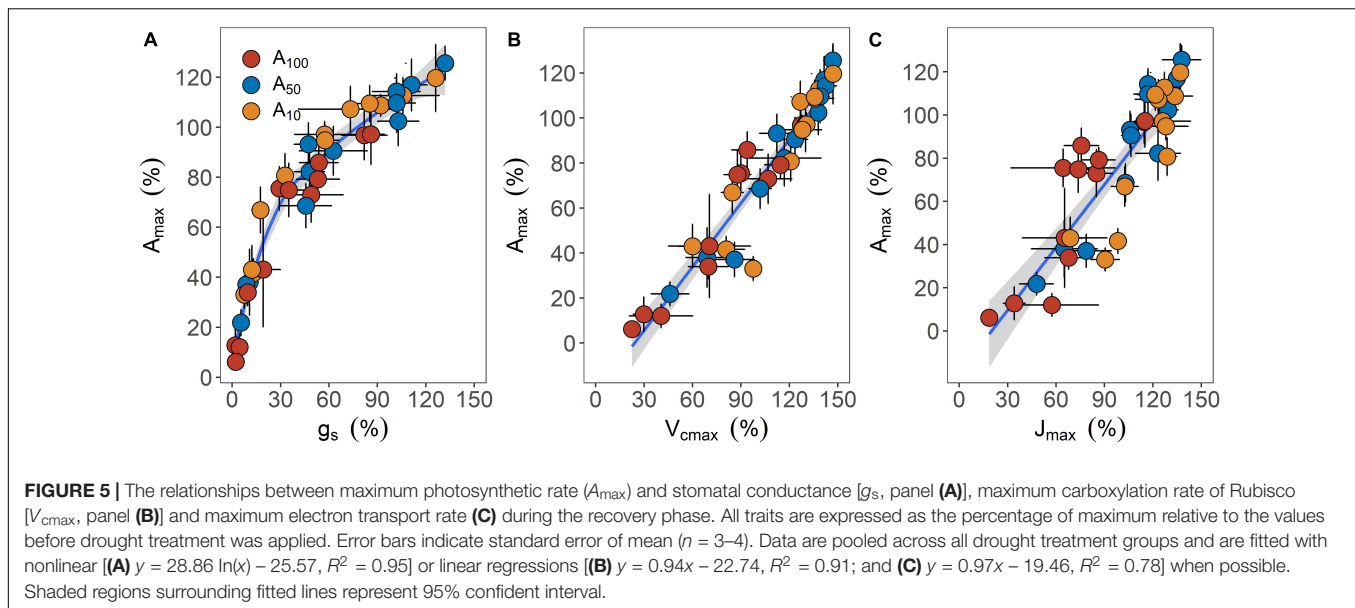 A
A100
A50
A10
Amax (%)
120
100
80
60
40
20
0
0 30 60 90 120 150
gs (%)
B
Amax (%)
120
100
80
60
40
20
0
0 30 60 90 120 150
Vcmax (%)
C
Amax (%)
120
100
80
60
40
20
0
0 30 60 90 120 150
Jmax (%)
FIGURE 5 | The relationships between maximum photosynthetic rate (Amax) and stomatal conductance [gs, panel (A)], maximum carboxylation rate of Rubisco
[Vcmax, panel (B)] and maximum electron transport rate (C) during the recovery phase. All traits are expressed as the percentage of maximum relative to the values
before drought treatment was applied. Error bars indicate standard error of mean (n = 3–4). Data are pooled across all drought treatment groups and are fitted with
nonlinear [(A) y = 28.86 ln(x) – 25.57, R² = 0.95] or linear regressions [(B) y = 0.94x – 22.74, R² = 0.91; and (C) y = 0.97x – 19.46, R² = 0.78] when possible.
Shaded regions surrounding fitted lines represent 95% confident interval.